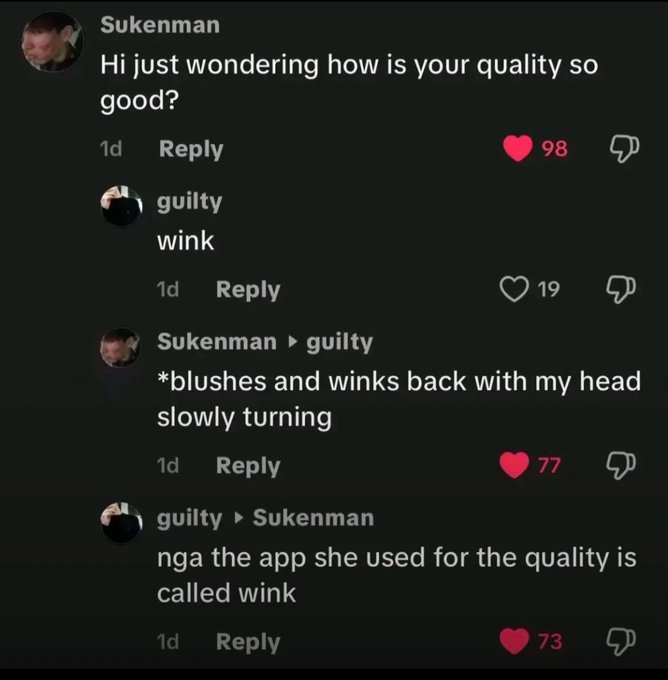 Sukenman
Hi just wondering how is your quality so
good?
1d Reply 98
guilty
wink
1d Reply 19
Sukenman ▸ guilty
*blushes and winks back with my head
slowly turning
1d Reply 77
guilty ▸ Sukenman
nga the app she used for the quality is
called wink
1d Reply 73